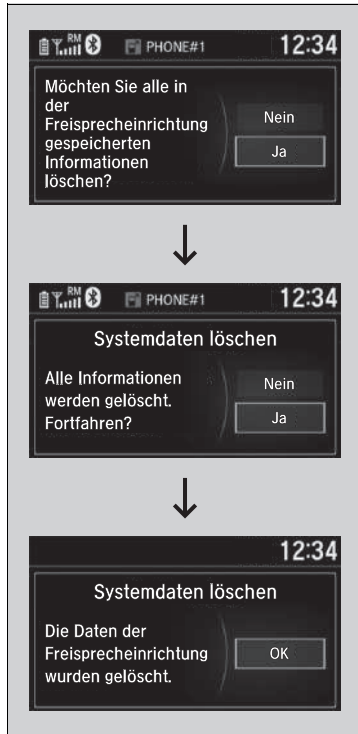 RM
PHONE#1 12:34
Möchten Sie alle in
der
Freisprecheinrichtung
gespeicherten
Informationen
löschen?
Nein
Ja
RM
PHONE#1 12:34
Systemdaten löschen
Alle Informationen
werden gelöscht.
Fortfahren?
Nein
Ja
12:34
Systemdaten löschen
Die Daten der
Freisprecheinrichtung
wurden gelöscht.
OK